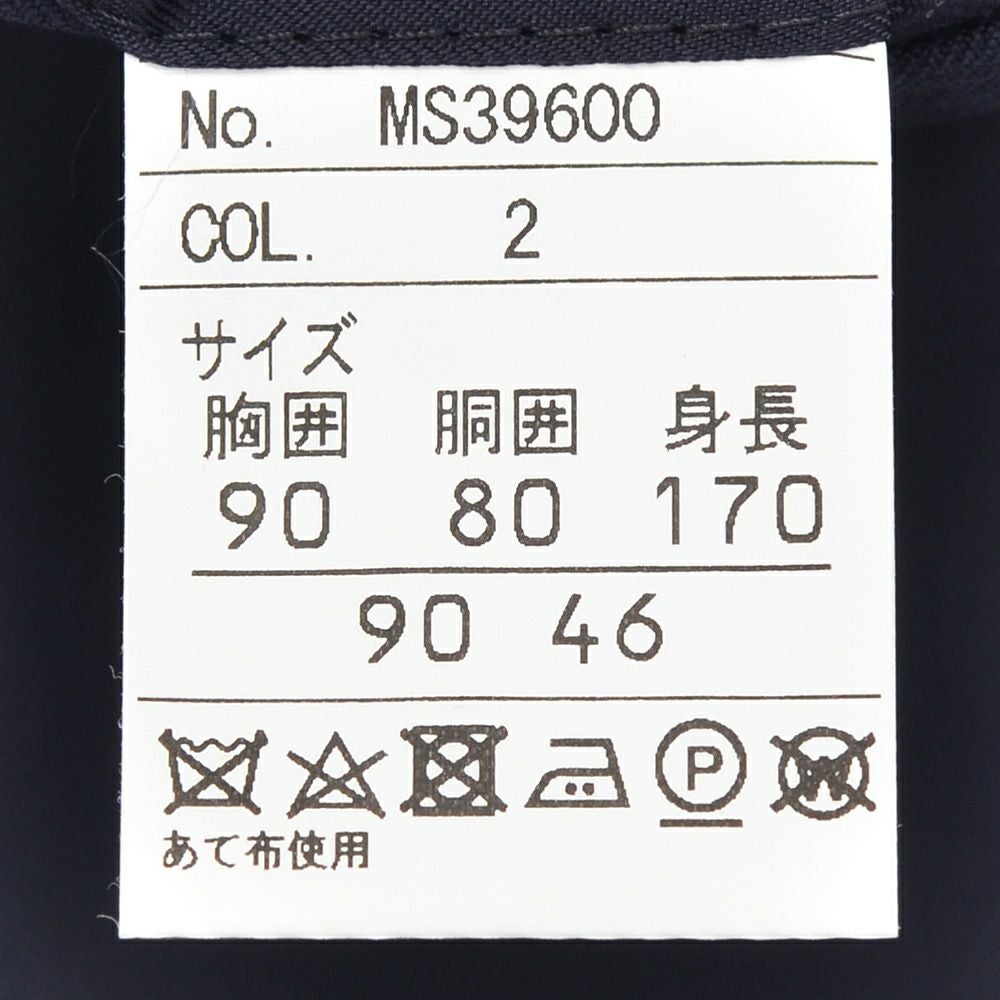 No. MS39600
COL. 2
サイズ
胸囲 胴囲 身長
90 80 170
90 46
P W
あて布使用